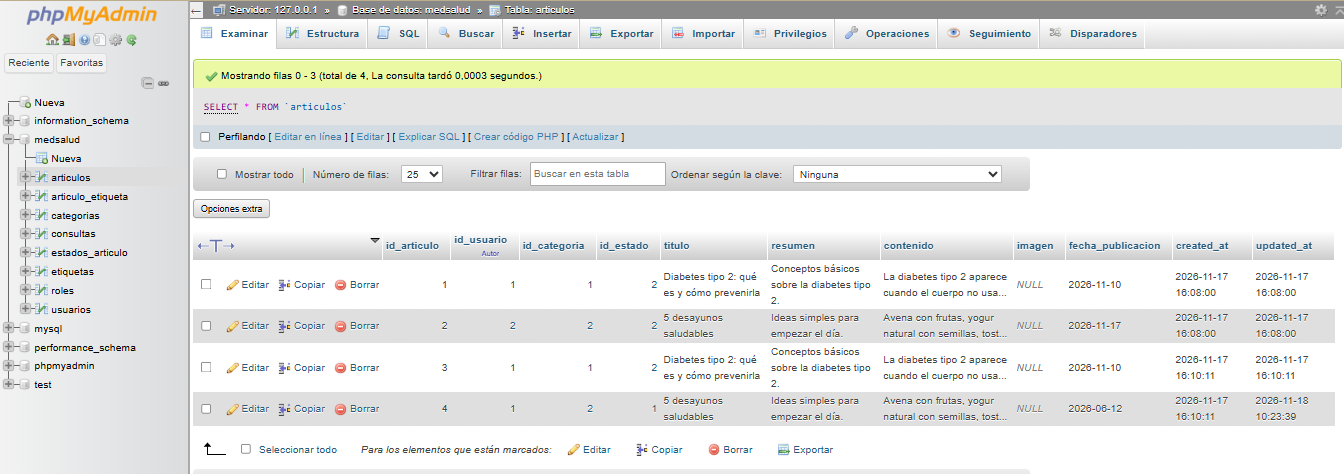 phpMyAdmin
Reciente Favoritas
Nueva
information_schema
medsalud
Nueva
articulos
articulo_etiqueta
categorias
consultas
estados_articulo
etiquetas
roles
usuarios
mysql
performance_schema
phpmyadmin
test
Servidor: 127.0.0.1 » Base de datos: medsalud » Tabla: articulos
Examinar Estructura SQL Buscar Insertar Exportar Importar Privilegios Operaciones Seguimiento Disparadores
Mostrando filas 0 - 3 (total de 4, La consulta tardó 0,0003 segundos.)
SELECT * FROM `articulos`
Perfilando [ Editar en línea ] [ Editar ] [ Explicar SQL ] [ Crear código PHP ] [ Actualizar ]
Mostrar todo Número de filas: 25 Filtrar filas: Buscar en esta tabla Ordenar según la clave: Ninguna
Opciones extra
←T→ id_articulo id_usuario id_categoria id_estado titulo resumen contenido imagen fecha_publicacion created_at updated_at
Autor
Editar Copiar Borrar 1 1 1 2 Diabetes tipo 2: qué es y cómo prevenirla Conceptos básicos sobre la diabetes tipo 2. La diabetes tipo 2 aparece cuando el cuerpo no usa... NULL 2026-11-10 2026-11-17 16:08:00 2026-11-17 16:08:00
Editar Copiar Borrar 2 2 2 2 5 desayunos saludables Ideas simples para empezar el día. Avena con frutas, yogur natural con semillas, tost... NULL 2026-11-17 2026-11-17 16:08:00 2026-11-17 16:08:00
Editar Copiar Borrar 3 1 1 2 Diabetes tipo 2: qué es y cómo prevenirla Conceptos básicos sobre la diabetes tipo 2. La diabetes tipo 2 aparece cuando el cuerpo no usa... NULL 2026-11-10 2026-11-17 16:10:11 2026-11-17 16:10:11
Editar Copiar Borrar 4 1 2 1 5 desayunos saludables Ideas simples para empezar el día. Avena con frutas, yogur natural con semillas, tost... NULL 2026-06-12 2026-11-17 16:10:11 2026-11-18 10:23:39
Seleccionar todo Para los elementos que están marcados: Editar Copiar Borrar Exportar